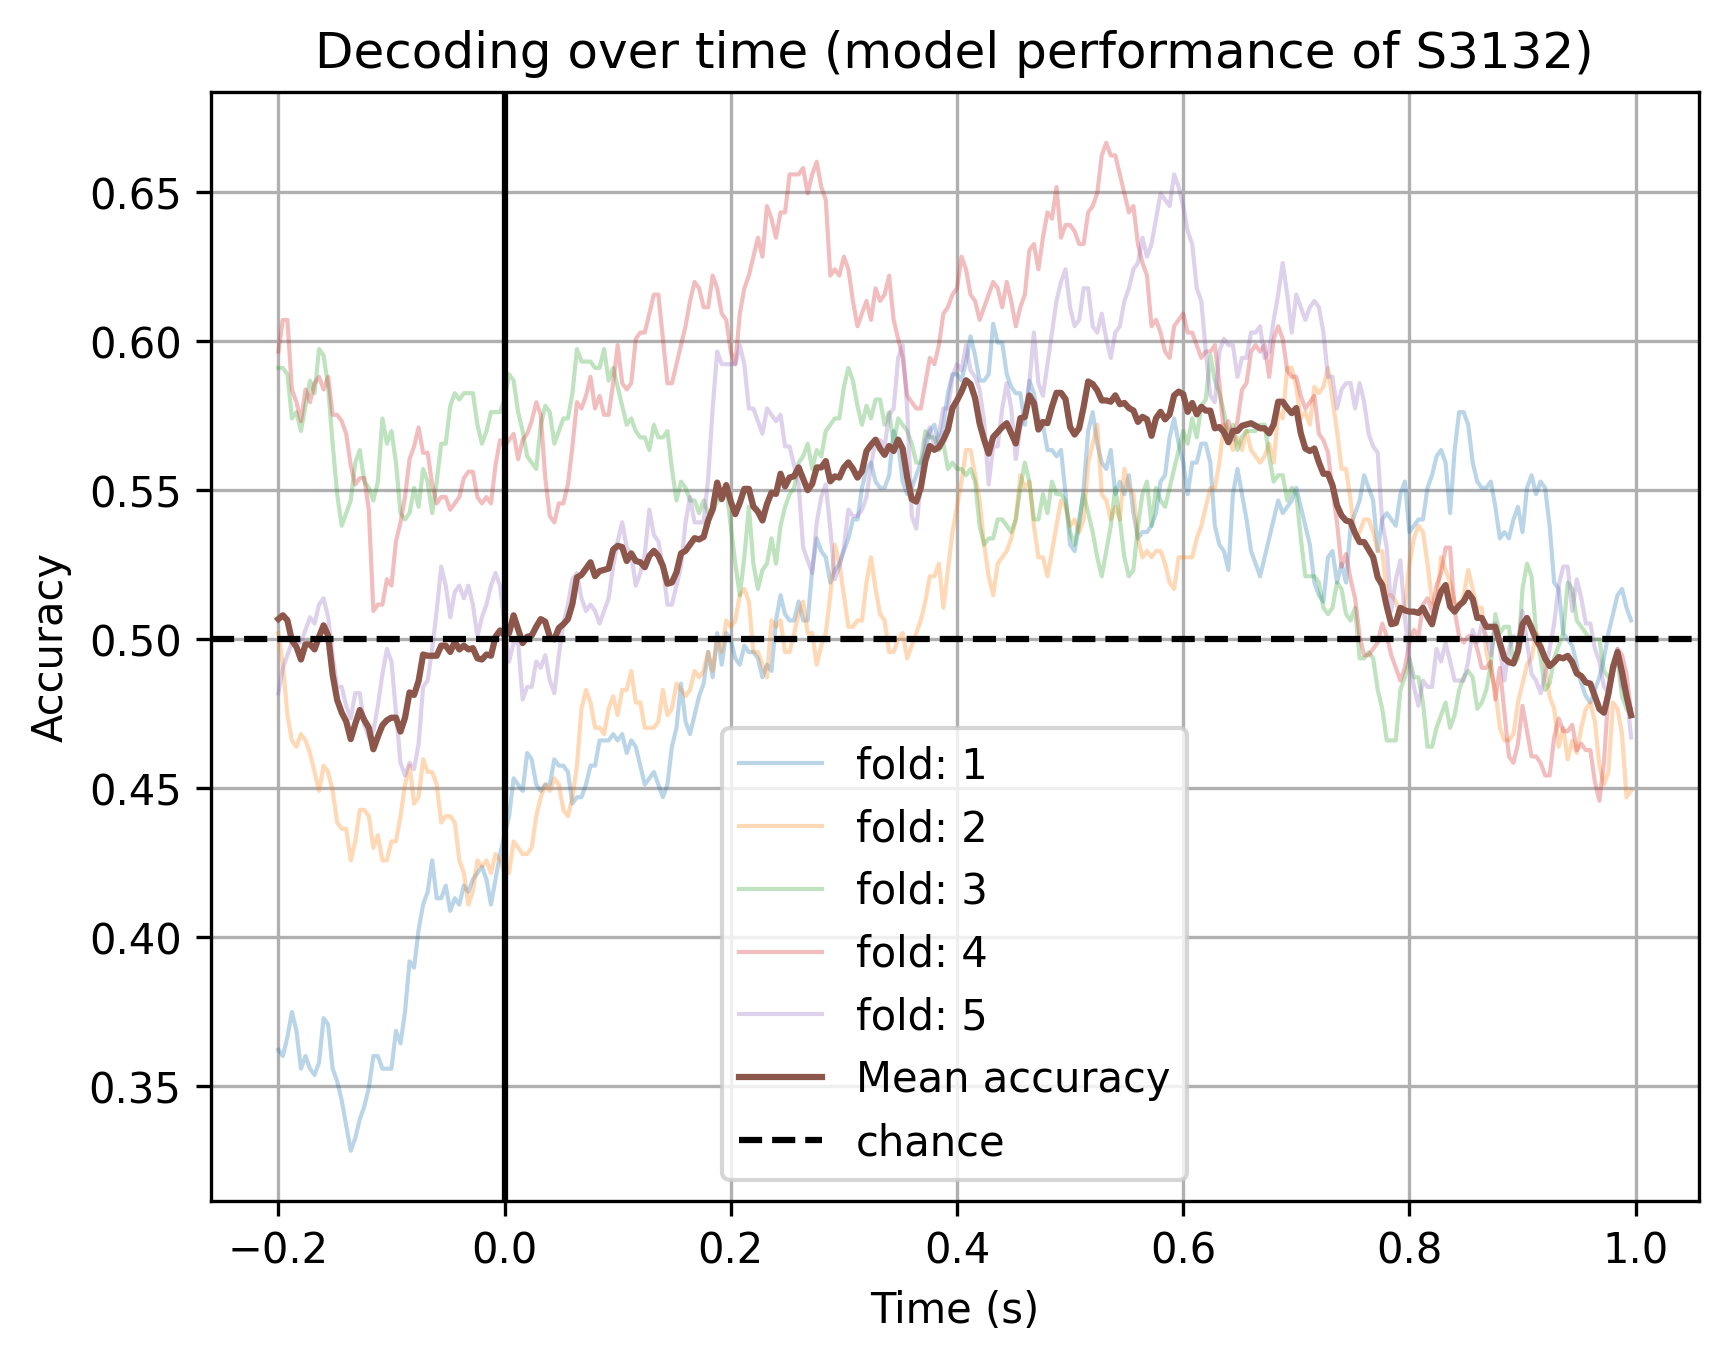 Decoding over time (model performance of S3132)
Accuracy
0.65
0.60
0.55
0.50
0.45
0.40
0.35
fold: 1
fold: 2
fold: 3
fold: 4
fold: 5
Mean accuracy
chance
−0.2 0.0 0.2 0.4 0.6 0.8 1.0
Time (s)